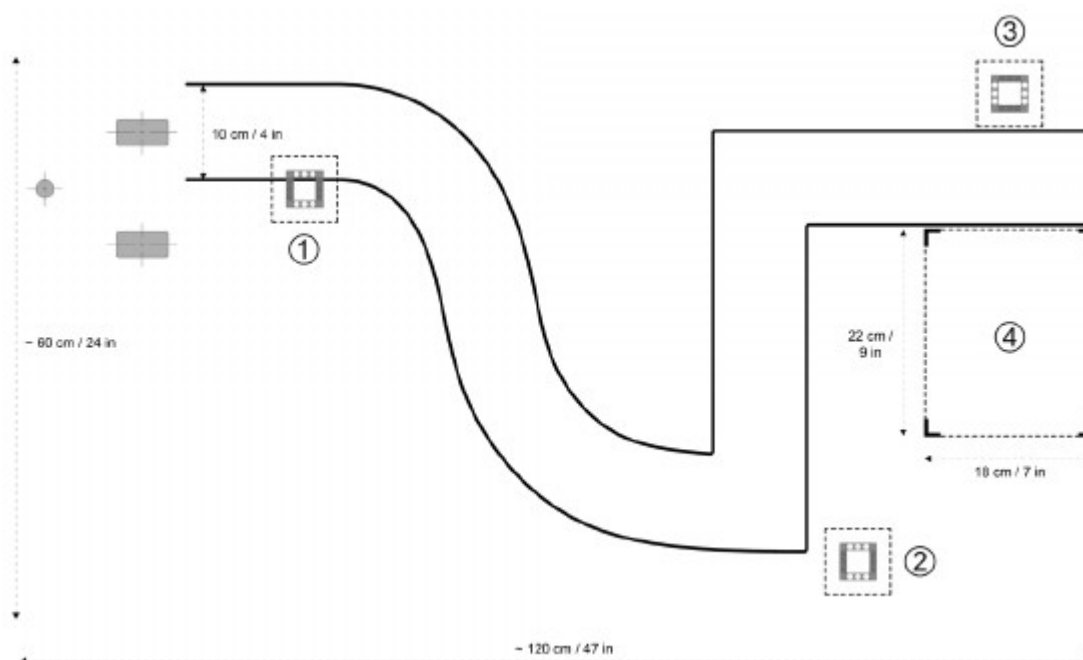 ③
10 cm / 4 in
①
~ 60 cm / 24 in
22 cm /
9 in
④
18 cm / 7 in
②
~ 120 cm / 47 in